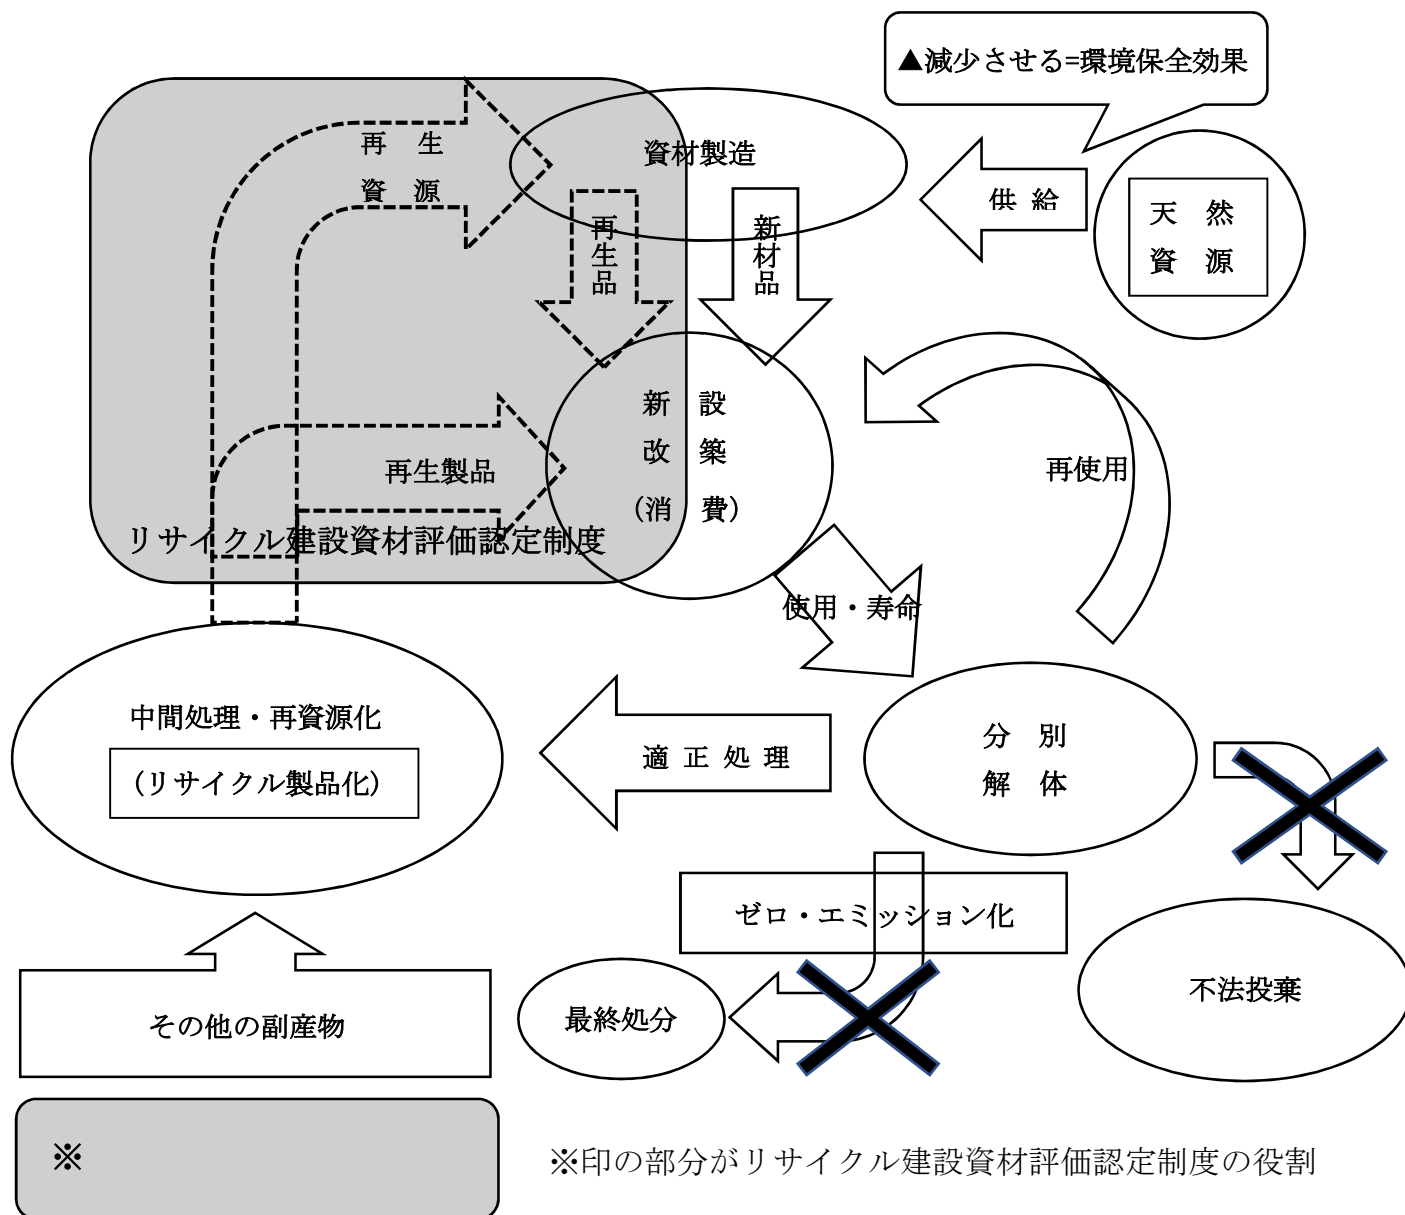 ▲減少させる=環境保全効果
再 生
資 源
資材製造
供 給
天 然
資 源
再生品
新材品
新 設
改 築
(消 費)
再生製品
リサイクル建設資材評価認定制度
再使用
使用・寿命
中間処理・再資源化
(リサイクル製品化)
適 正 処 理
分 別
解 体
ゼロ・エミッション化
最終処分
不法投棄
その他の副産物
※
※印の部分がリサイクル建設資材評価認定制度の役割